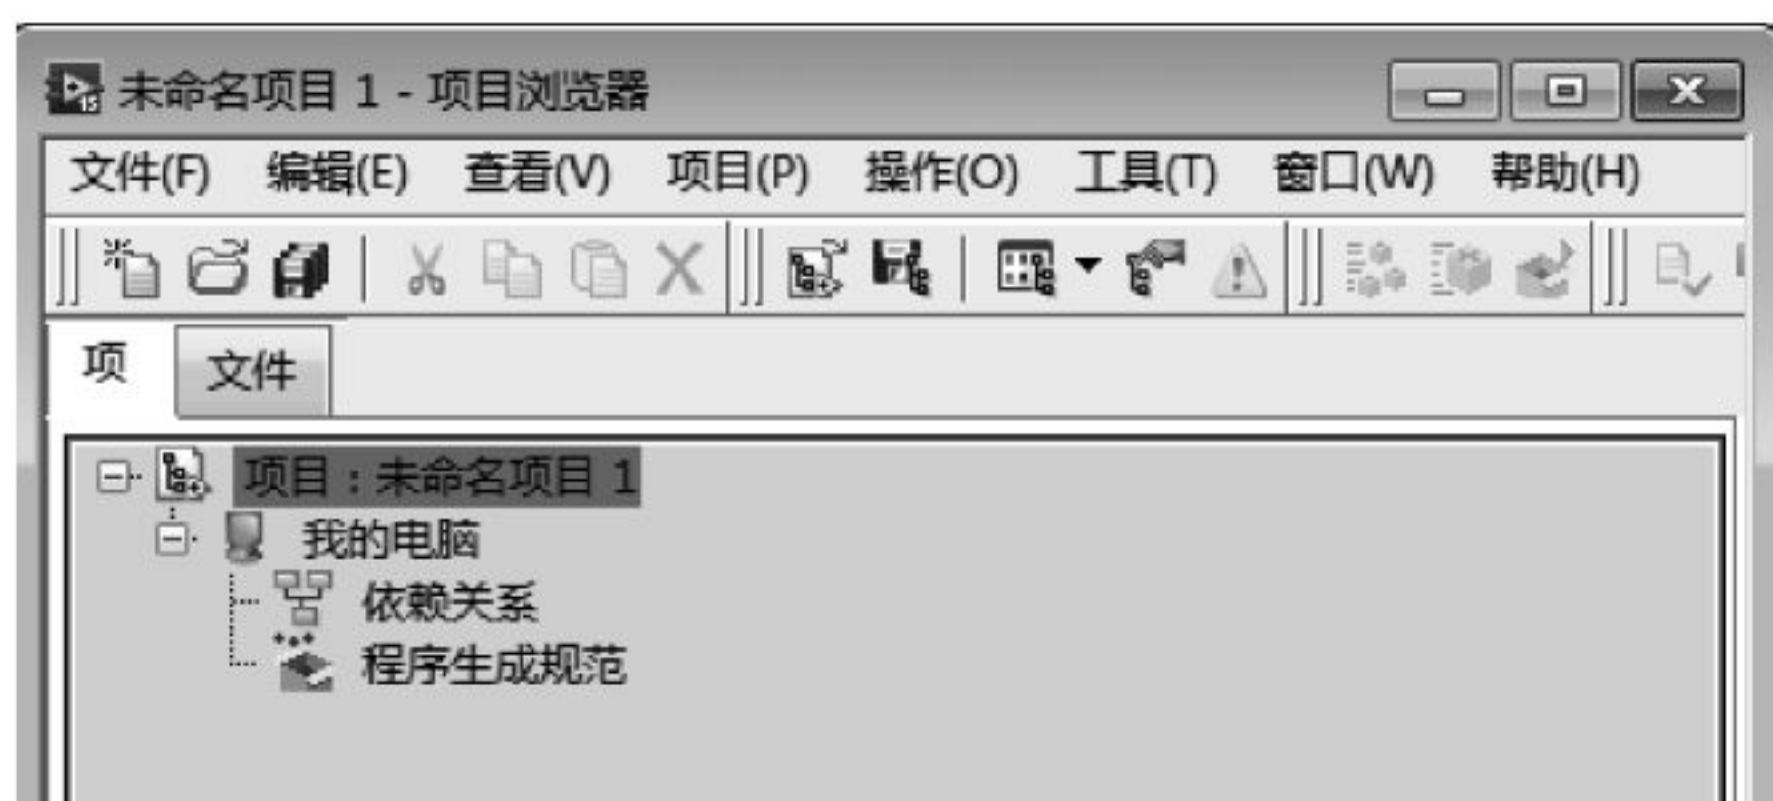 未命名项目 1 - 项目浏览器
文件(F) 编辑(E) 查看(V) 项目(P) 操作(O) 工具(T) 窗口(W) 帮助(H)
项 文件
项目：未命名项目 1
我的电脑
依赖关系
程序生成规范